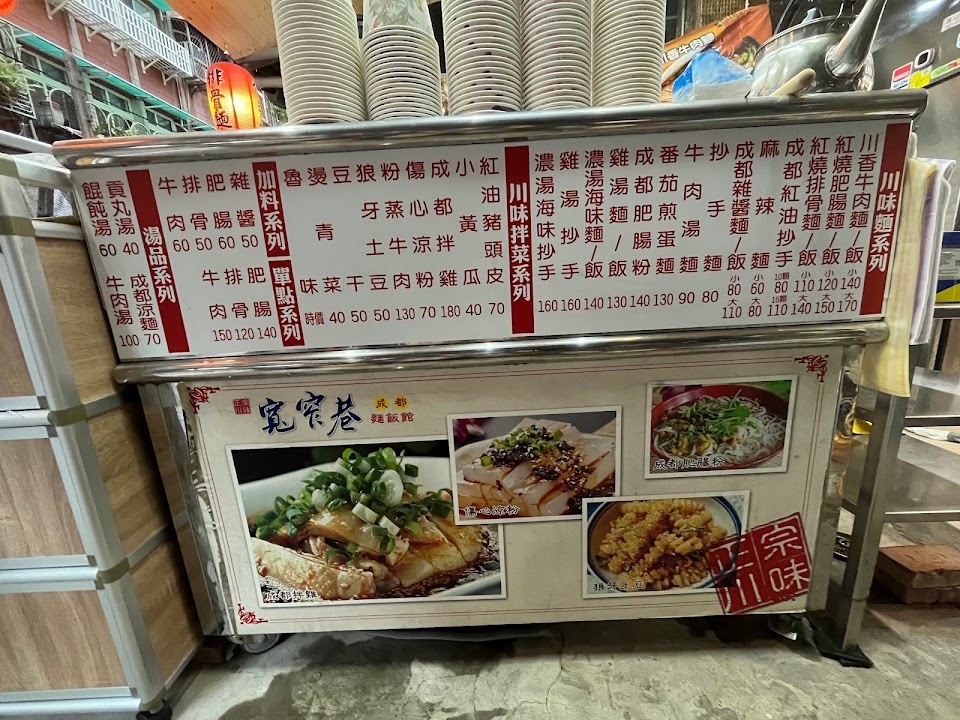 排骨麵
川味麵系列
川香牛肉麵 小140 大170
紅燒肥腸麵/飯 小120 大150
紅燒排骨麵/飯 小110 大140
成都紅油抄手 10顆80 15顆110
麻辣麵 小60 大80
成都雜醬麵/飯 小80 大110
抄手麵 80
牛肉湯麵 90
番茄煎蛋麵 130
成都肥腸粉 140
雞湯麵/飯 130
濃湯海味麵/飯 140
雞湯抄手 160
濃湯海味抄手 160
川味拌菜系列
紅油豬頭皮 70
小黃瓜 40
成都拌雞 180
傷心涼粉 70
粉蒸牛肉 130
狼牙土豆 50
豆干 50
燙青菜 40
魯味 時價
加料系列
雜醬 50
肥腸 60
排骨 50
牛肉 60
單點系列
肥腸 140
排骨 120
牛肉 150
湯品系列
貢丸湯 40
餛飩湯 60
成都涼麵 70
牛肉湯 100
寬窄巷
成都
麵飯館
成都拌雞
傷心涼粉
成都肥腸粉
狼牙土豆
正川
宗味